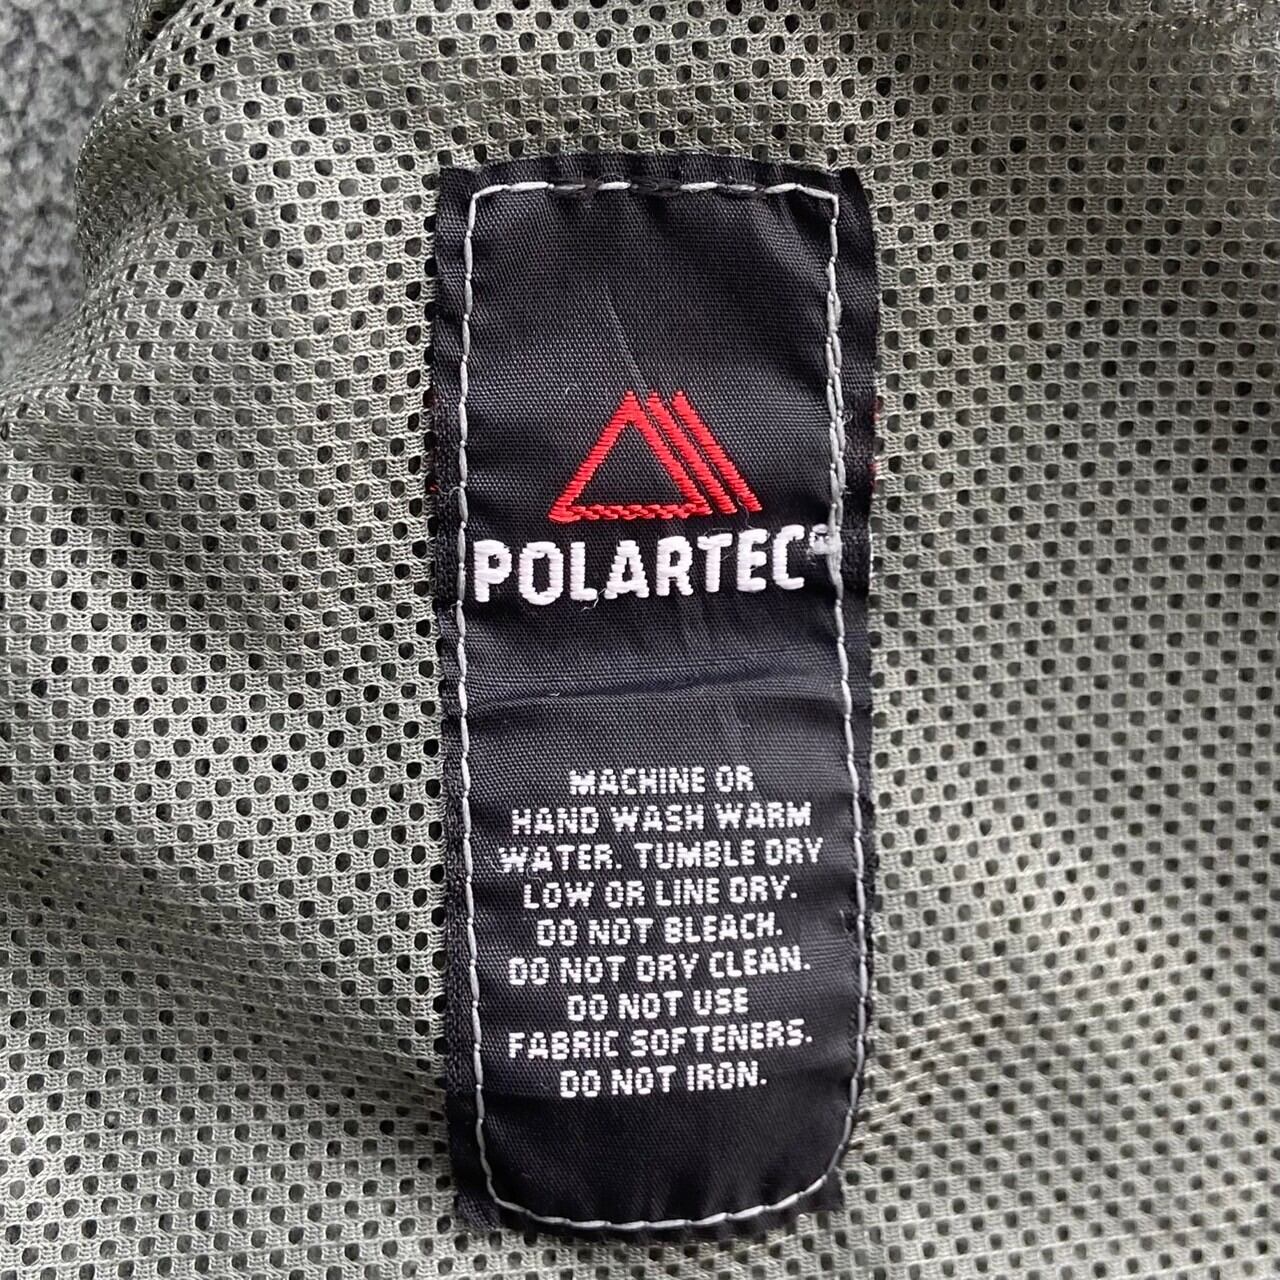 POLARTEC®
MACHINE OR
HAND WASH WARM
WATER. TUMBLE DRY
LOW OR LINE DRY.
DO NOT BLEACH.
DO NOT DRY CLEAN.
DO NOT USE
FABRIC SOFTENERS.
DO NOT IRON.